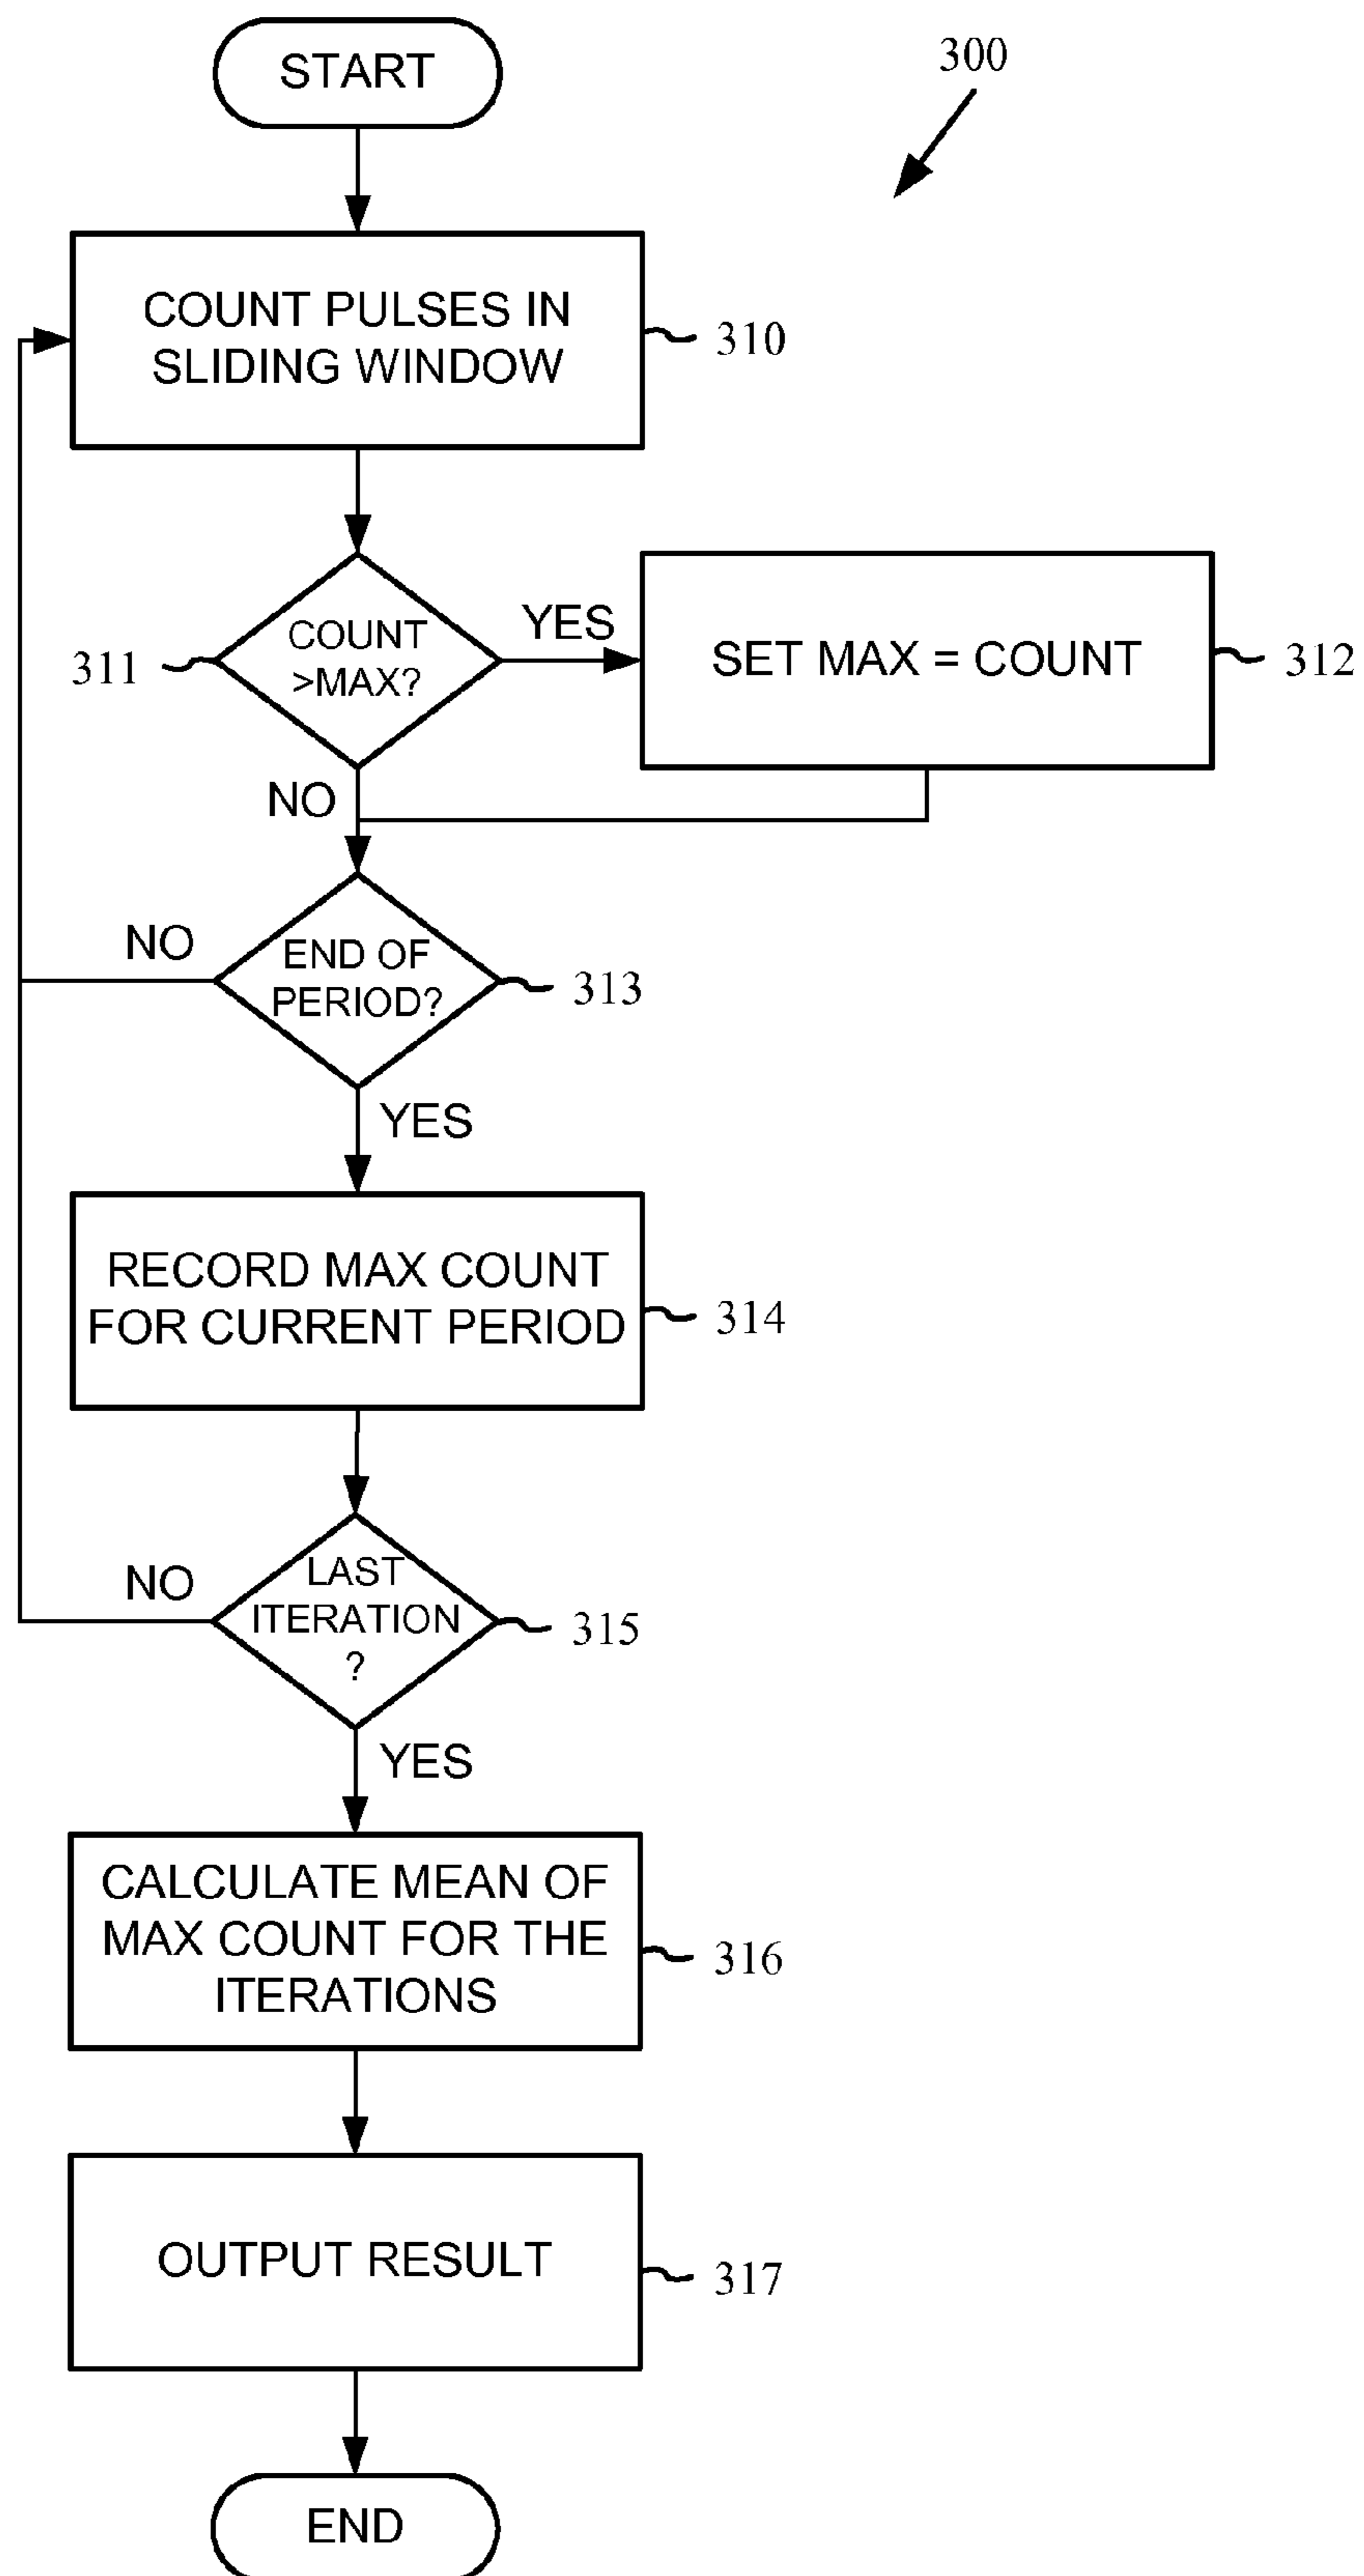 START
300
COUNT PULSES IN
SLIDING WINDOW
310
COUNT
>MAX?
311
YES
SET MAX = COUNT
312
NO
END OF
PERIOD?
313
NO
YES
RECORD MAX COUNT
FOR CURRENT PERIOD
314
LAST
ITERATION
?
315
NO
YES
CALCULATE MEAN OF
MAX COUNT FOR THE
ITERATIONS
316
OUTPUT RESULT
317
END